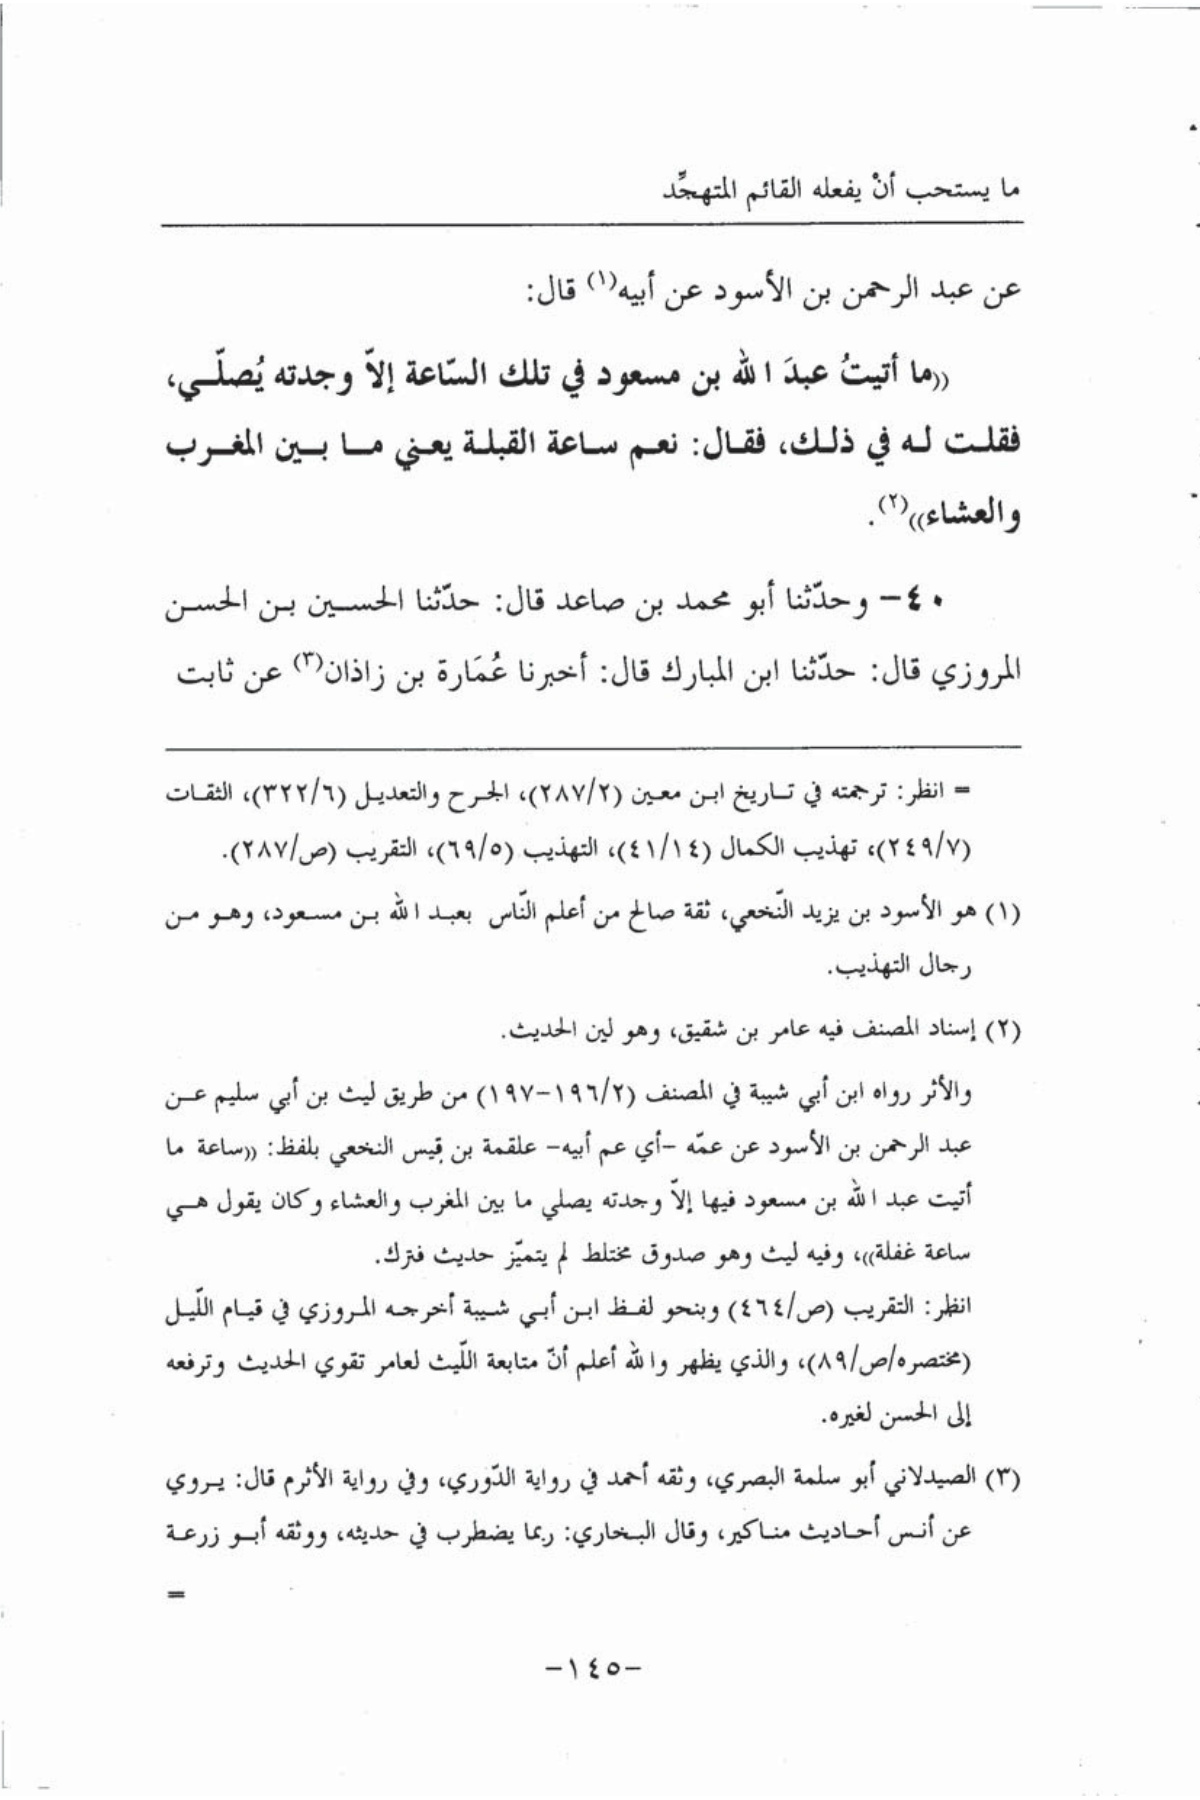 ما يستحب أنْ يفعله القائم المتهجِّد
عن عبد الرحمن بن الأسود عن أبيه(١) قال:
((ما أتيتُ عبدَ الله بن مسعود في تلك السّاعة إلاّ وجدته يُصلّي،
فقلت له في ذلك، فقال: نعم ساعة القبلة يعني ما بين المغرب
والعشاء))(٢).
٤٠- وحدّثنا أبو محمد بن صاعد قال: حدّثنا الحسين بن الحسن
المروزي قال: حدّثنا ابن المبارك قال: أخبرنا عُمَارة بن زاذان(٣) عن ثابت
= انظر: ترجمته في تاريخ ابن معين (٢٨٧/٢)، الجرح والتعديل (٣٢٢/٦)، الثقات
(٢٤٩/٧)، تهذيب الكمال (٤١/١٤)، التهذيب (٦٩/٥)، التقريب (ص/٢٨٧).
(١) هو الأسود بن يزيد النّخعي، ثقة صالح من أعلم النّاس بعبد الله بن مسعود، وهو من
رجال التهذيب.
(٢) إسناد المصنف فيه عامر بن شقيق، وهو لين الحديث.
والأثر رواه ابن أبي شيبة في المصنف (١٩٦/٢-١٩٧) من طريق ليث بن أبي سليم عن
عبد الرحمن بن الأسود عن عمّه -أي عم أبيه- علقمة بن قيس النخعي بلفظ: ((ساعة ما
أتيت عبد الله بن مسعود فيها إلاّ وجدته يصلي ما بين المغرب والعشاء وكان يقول هي
ساعة غفلة))، وفيه ليث وهو صدوق مختلط لم يتميّز حديث فترك.
انظر: التقريب (ص/٤٦٤) وبنحو لفظ ابن أبي شيبة أخرجه المروزي في قيام اللّيل
(مختصره/ص/٨٩)، والذي يظهر والله أعلم أنّ متابعة اللّيث لعامر تقوي الحديث وترفعه
إلى الحسن لغيره.
(٣) الصيدلاني أبو سلمة البصري، وثقه أحمد في رواية الدّوري، وفي رواية الأثرم قال: يروي
عن أنس أحاديث مناكير، وقال البخاري: ربما يضطرب في حديثه، ووثقه أبو زرعة
=
-١٤٥-